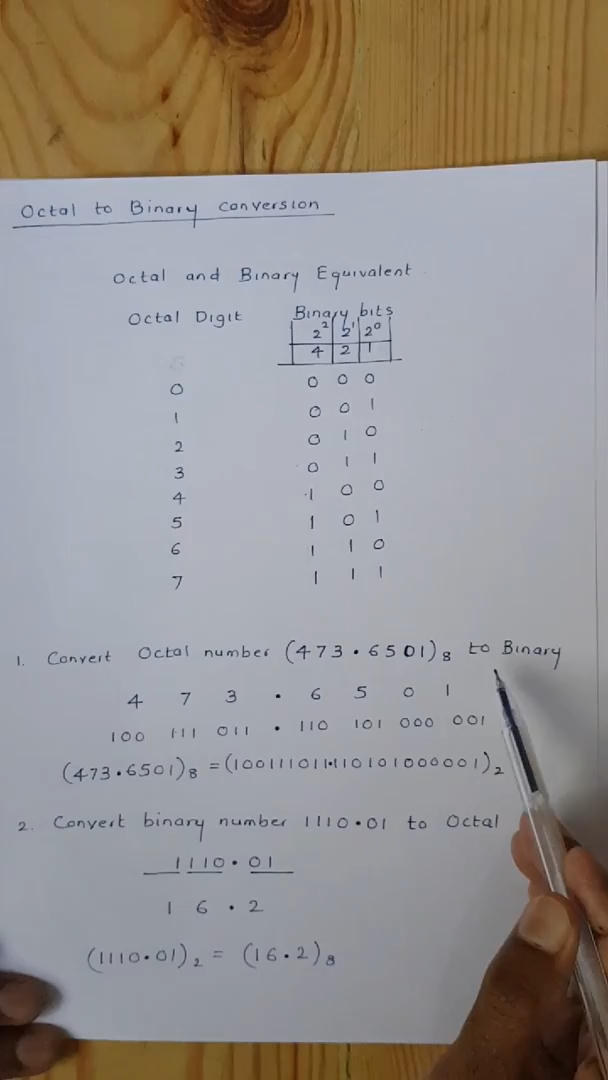 Octal to Binary Conversion
Octal and Binary Equivalent
Octal Digit Binary bits
2² 2¹ 2⁰
4 2 1
0 0 0 0
1 0 0 1
2 0 1 0
3 0 1 1
4 1 0 0
5 1 0 1
6 1 1 0
7 1 1 1
1. Convert Octal number (473.6501)₈ to Binary
4 7 3 . 6 5 0 1
100 111 011 . 110 101 000 001
(473.6501)₈ = (100111011.110101000001)₂
2. Convert binary number 1110.01 to Octal
1110.01
1 6 . 2
(1110.01)₂ = (16.2)₈